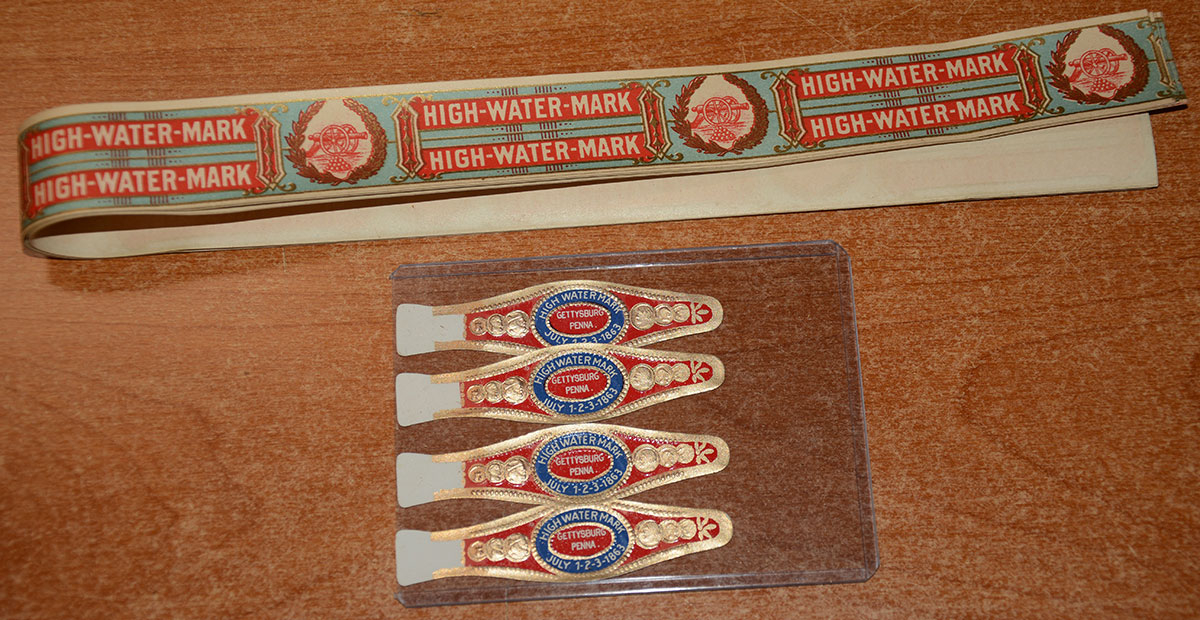 HIGH-WATER-MARK
HIGH-WATER-MARK
HIGH-WATER-MARK
HIGH-WATER-MARK
HIGH-WATER-MARK
HIGH-WATER-MARK
HIGH WATER MARK
GETTYSBURG
PENNA.
JULY 1-2-3-1863
HIGH WATER MARK
GETTYSBURG
PENNA.
JULY 1-2-3-1863
HIGH WATER MARK
GETTYSBURG
PENNA.
JULY 1-2-3-1863
HIGH WATER MARK
GETTYSBURG
PENNA.
JULY 1-2-3-1863